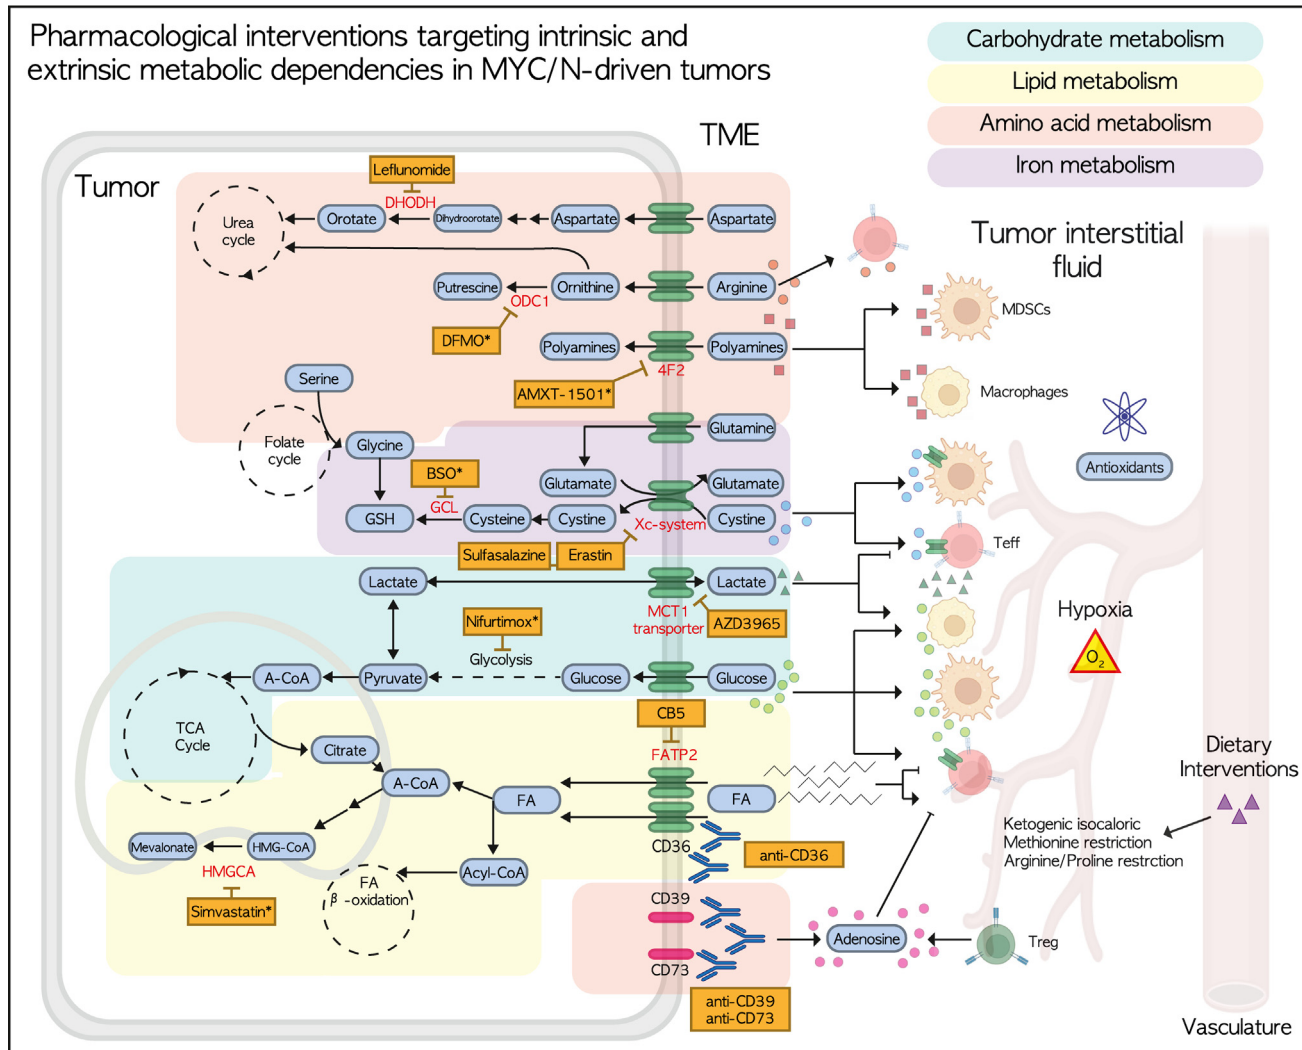 Pharmacological interventions targeting intrinsic and
extrinsic metabolic dependencies in MYC/N-driven tumors
Carbohydrate metabolism
Lipid metabolism
Amino acid metabolism
Iron metabolism
TME
Tumor
Leflunomide
DHODH
Urea
cycle
Orotate
Dihydroorotate
Aspartate
Aspartate
Tumor interstitial
fluid
Putrescine
ODC1
Ornithine
Arginine
DFMO*
MDSCs
Polyamines
Polyamines
4F2
AMXT-1501*
Serine
Macrophages
Folate
cycle
Glycine
Glutamine
BSO*
GCL
Glutamate
Glutamate
Antioxidants
GSH
Cysteine
Cystine
Xc-system
Cystine
Sulfasalazine
Erastin
Teff
Lactate
Lactate
MCT1
transporter
AZD3965
Hypoxia
O2
Nifurtimox*
Glycolysis
A-CoA
Pyruvate
Glucose
Glucose
TCA
Cycle
Citrate
CB5
FATP2
A-CoA
FA
FA
Dietary
Interventions
Mevalonate
HMG-CoA
HMGCA
Simvastatin*
Acyl-CoA
FA
β -oxidation
CD36
anti-CD36
Ketogenic isocaloric
Methionine restriction
Arginine/Proline restrction
CD39
CD73
Adenosine
Treg
anti-CD39
anti-CD73
Vasculature